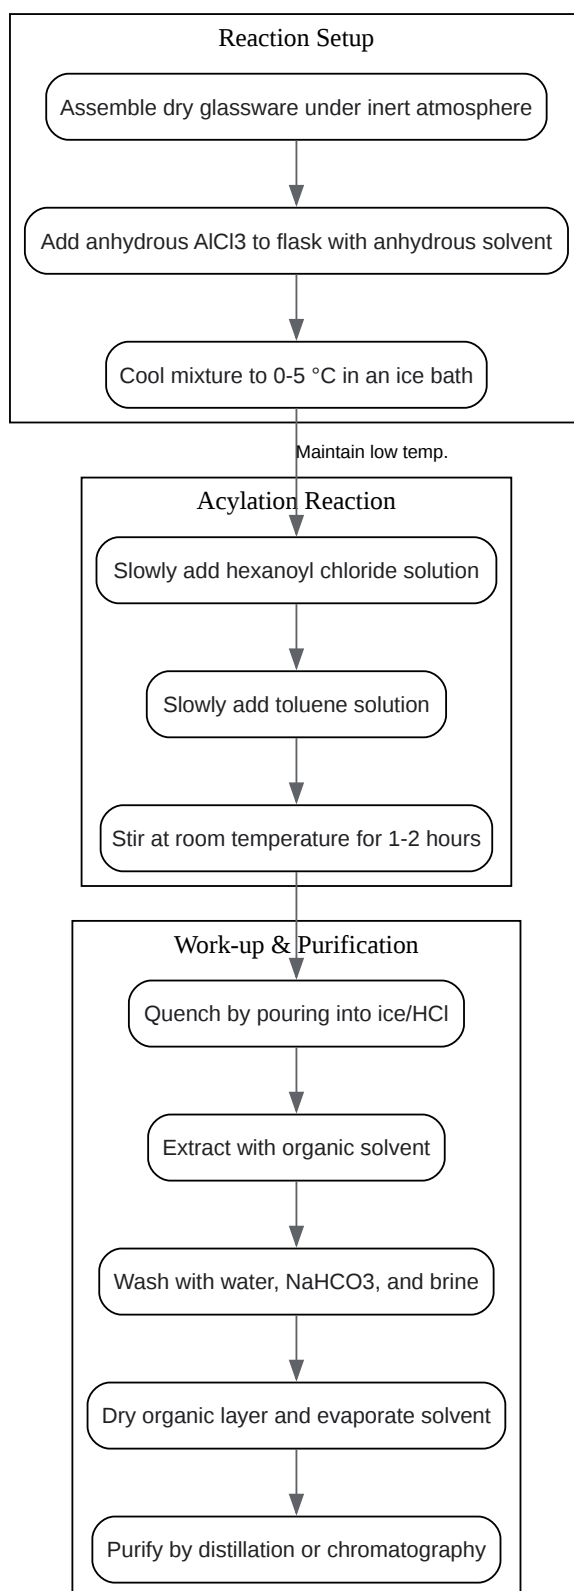 Reaction Setup
Assemble dry glassware under inert atmosphere
Add anhydrous AlCl3 to flask with anhydrous solvent
Cool mixture to 0-5 °C in an ice bath
Maintain low temp.
Acylation Reaction
Slowly add hexanoyl chloride solution
Slowly add toluene solution
Stir at room temperature for 1-2 hours
Work-up & Purification
Quench by pouring into ice/HCl
Extract with organic solvent
Wash with water, NaHCO3, and brine
Dry organic layer and evaporate solvent
Purify by distillation or chromatography